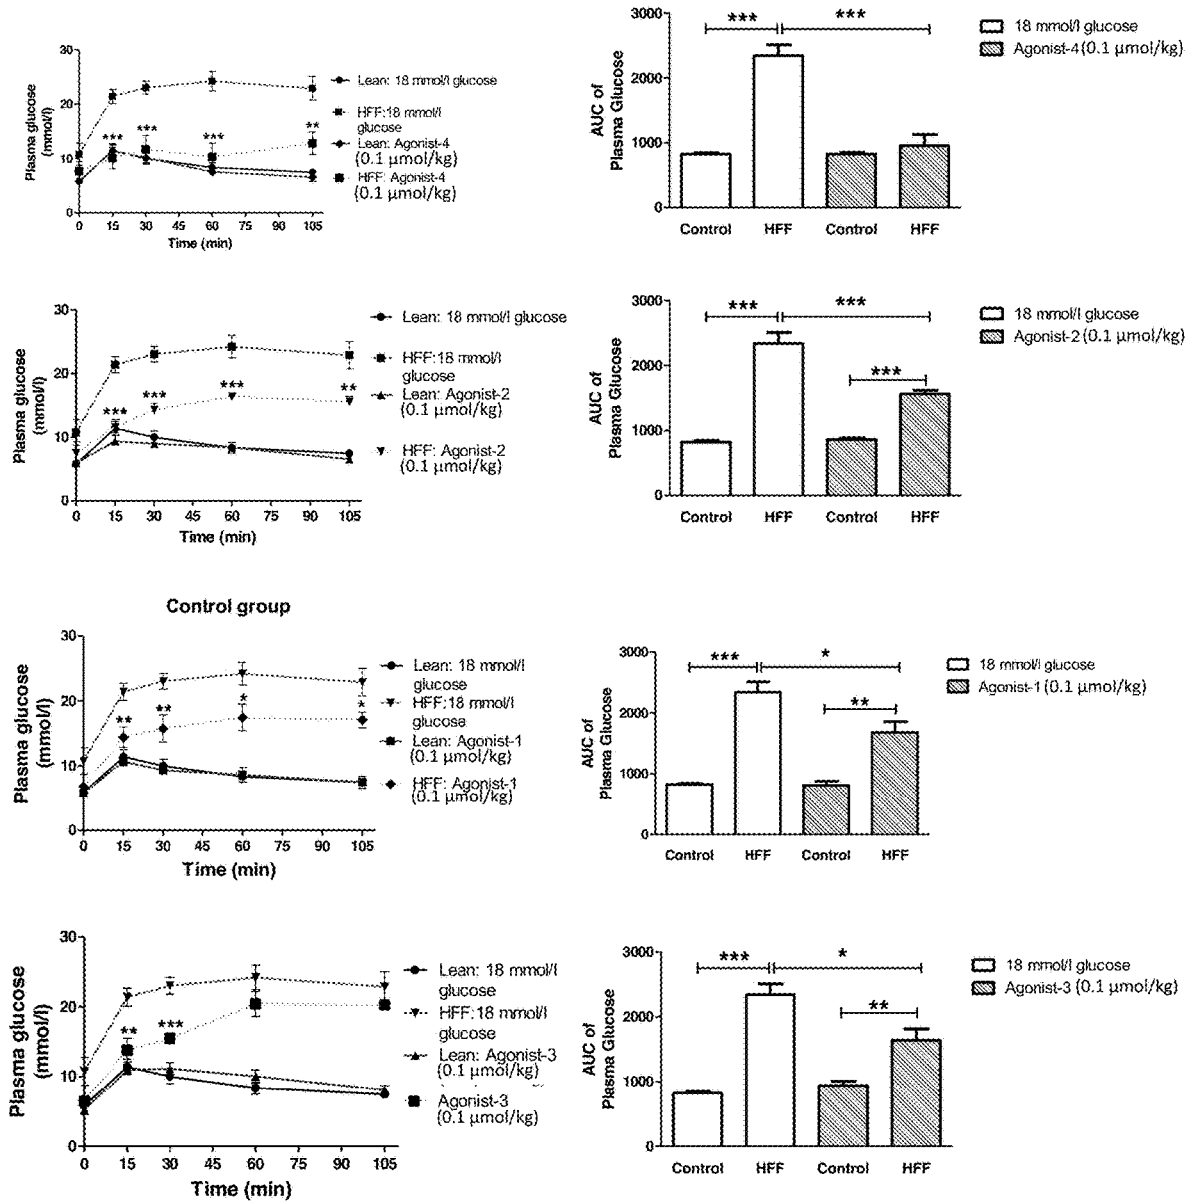 30
20
10
0
Plasma glucose
(mmol/l)
***
***
***
**
0 15 30 45 60 75 90 105
Time (min)
Lean: 18 mmol/l glucose
HFF:18 mmol/l
glucose
Lean: Agonist-4
(0.1 µmol/kg)
HFF: Agonist-4
(0.1 µmol/kg)
3000
2000
1000
0
AUC of
Plasma Glucose
*** ***
Control HFF Control HFF
18 mmol/l glucose
Agonist-4 (0.1 µmol/kg)
30
20
10
0
Plasma glucose
(mmol/l)
***
***
***
**
0 15 30 45 60 75 90 105
Time (min)
Lean: 18 mmol/l glucose
HFF:18 mmol/l
glucose
Lean: Agonist-2
(0.1 µmol/kg)
HFF: Agonist-2
(0.1 µmol/kg)
3000
2000
1000
0
AUC of
Plasma Glucose
*** ***
***
Control HFF Control HFF
18 mmol/l glucose
Agonist-2 (0.1 µmol/kg)
Control group
30
20
10
0
Plasma glucose
(mmol/l)
**
**
*
*
0 15 30 45 60 75 90 105
Time (min)
Lean: 18 mmol/l
glucose
HFF:18 mmol/l
glucose
Lean: Agonist-1
(0.1 µmol/kg)
HFF: Agonist-1
(0.1 µmol/kg)
3000
2000
1000
0
AUC of
Plasma Glucose
*** *
**
Control HFF Control HFF
18 mmol/l glucose
Agonist-1 (0.1 µmol/kg)
30
20
10
0
Plasma glucose
(mmol/l)
**
***
0 15 30 45 60 75 90 105
Time (min)
Lean: 18 mmol/l
glucose
HFF:18 mmol/l
glucose
Lean: Agonist-3
(0.1 µmol/kg)
Agonist-3
(0.1 µmol/kg)
3000
2000
1000
0
AUC of
Plasma Glucose
*** *
**
Control HFF Control HFF
18 mmol/l glucose
Agonist-3 (0.1 µmol/kg)